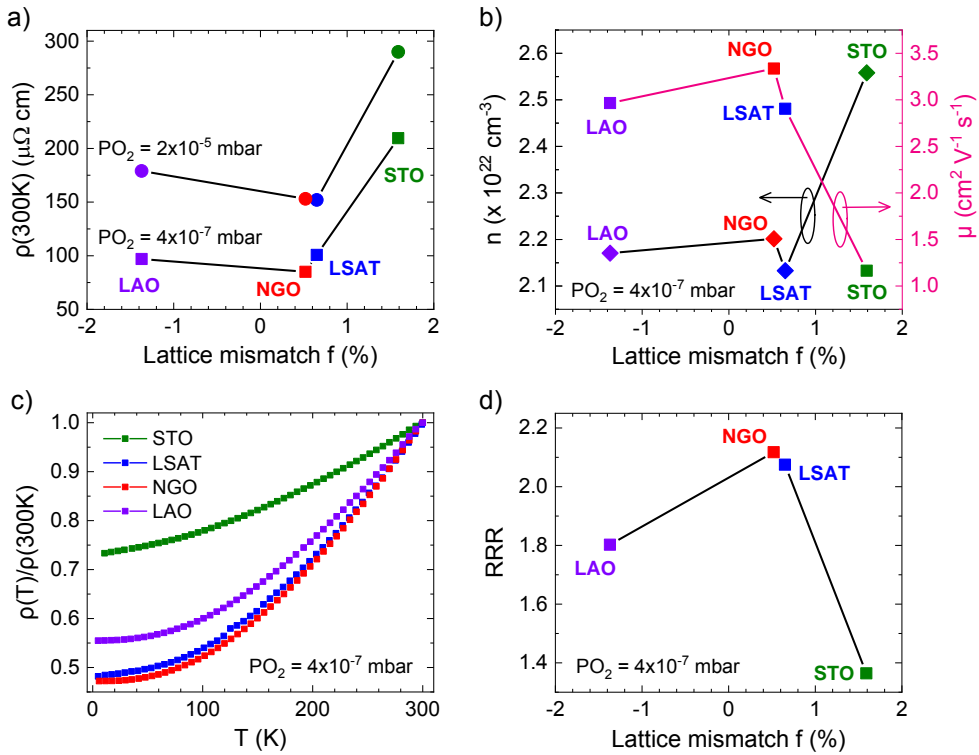 a)
ρ(300K) (μΩ cm)
300
250
200
150
100
50
PO2 = 2x10-5 mbar
PO2 = 4x10-7 mbar
LAO
NGO
LSAT
STO
-2 -1 0 1 2
Lattice mismatch f (%)
b)
n (x 1022 cm-3)
2.6
2.5
2.4
2.3
2.2
2.1
NGO
STO
LAO
LSAT
LAO
NGO
LSAT
STO
PO2 = 4x10-7 mbar
3.5
3.0
2.5
2.0
1.5
1.0
μ (cm2 V-1 s-1)
-2 -1 0 1 2
Lattice mismatch f (%)
c)
ρ(T)/ρ(300K)
1.0
0.9
0.8
0.7
0.6
0.5
STO
LSAT
NGO
LAO
PO2 = 4x10-7 mbar
0 100 200 300
T (K)
d)
RRR
2.2
2.0
1.8
1.6
1.4
NGO
LSAT
LAO
STO
PO2 = 4x10-7 mbar
-2 -1 0 1 2
Lattice mismatch f (%)